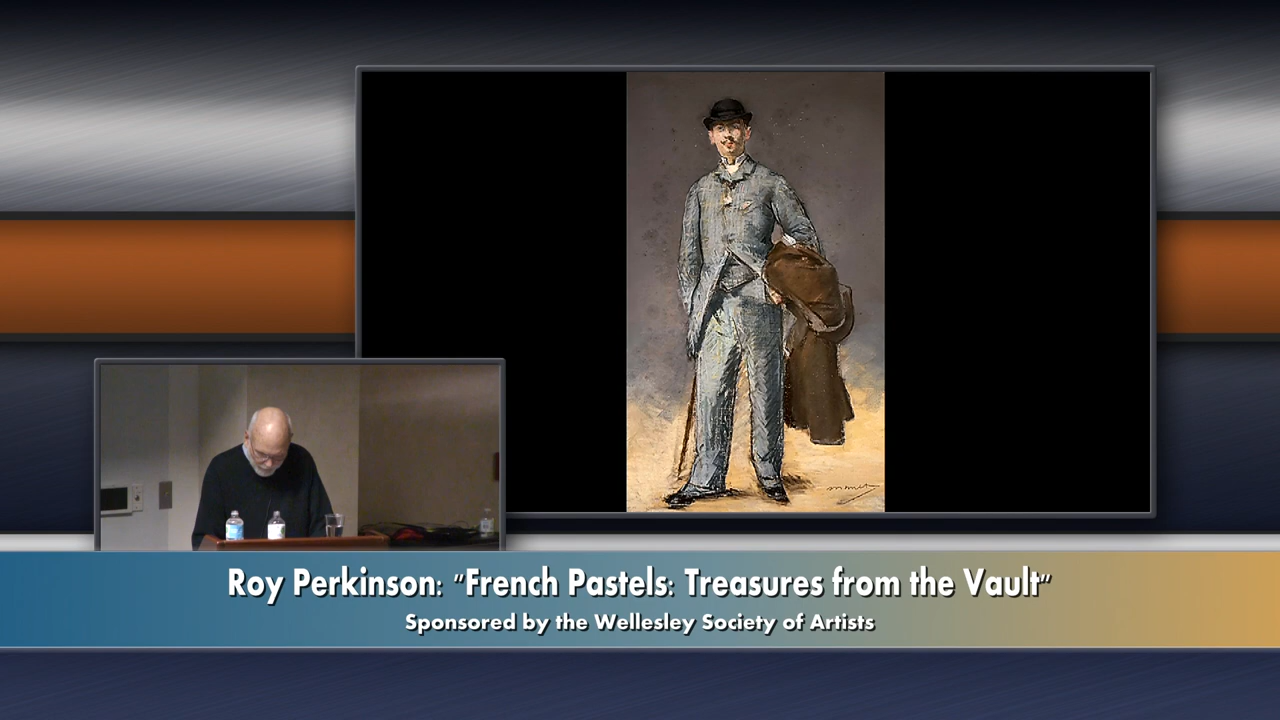 Roy Perkinson: "French Pastels: Treasures from the Vault"
Sponsored by the Wellesley Society of Artists